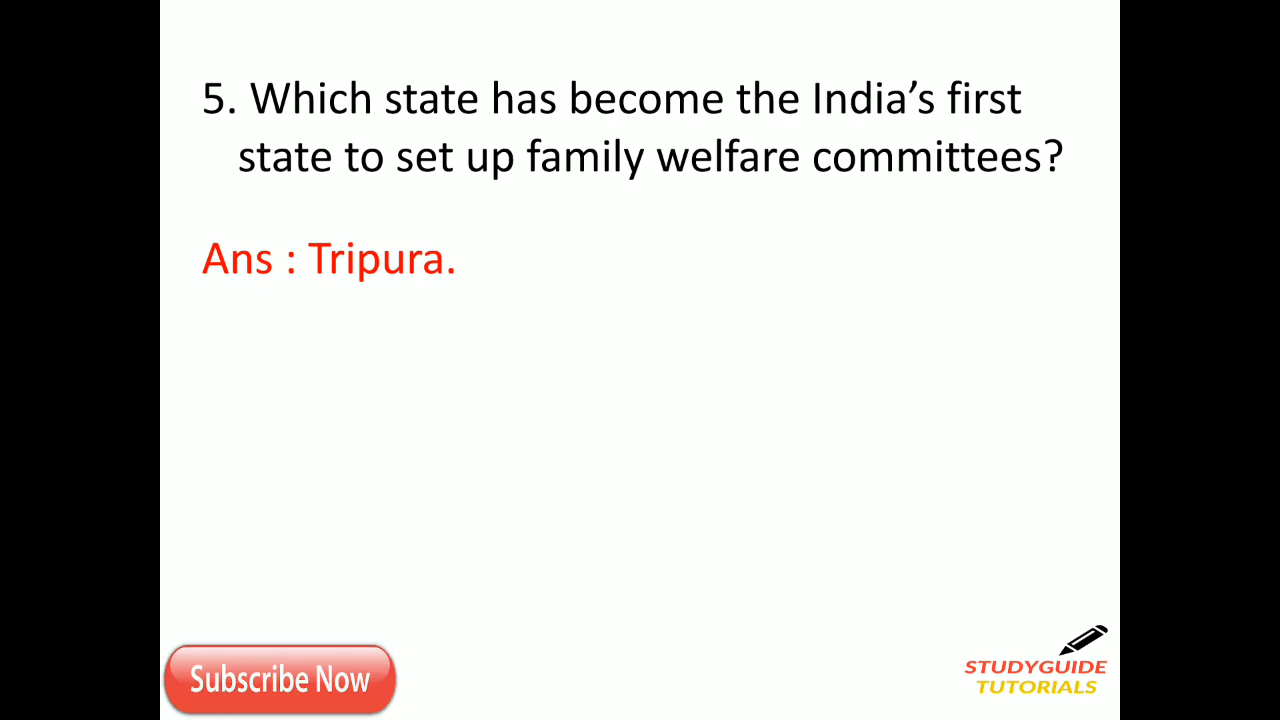 5. Which state has become the India’s first
state to set up family welfare committees?
Ans : Tripura.
Subscribe Now
STUDYGUIDE
TUTORIALS